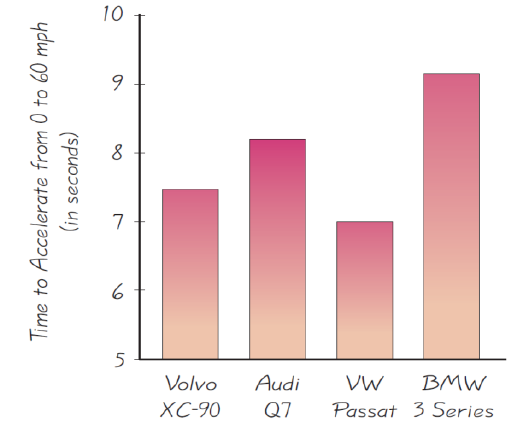 Time to Accelerate from 0 to 60 mph
(in seconds)
10
9
8
7
6
5
Volvo
XC-90
Audi
Q7
VW
Passat
BMW
3 Series